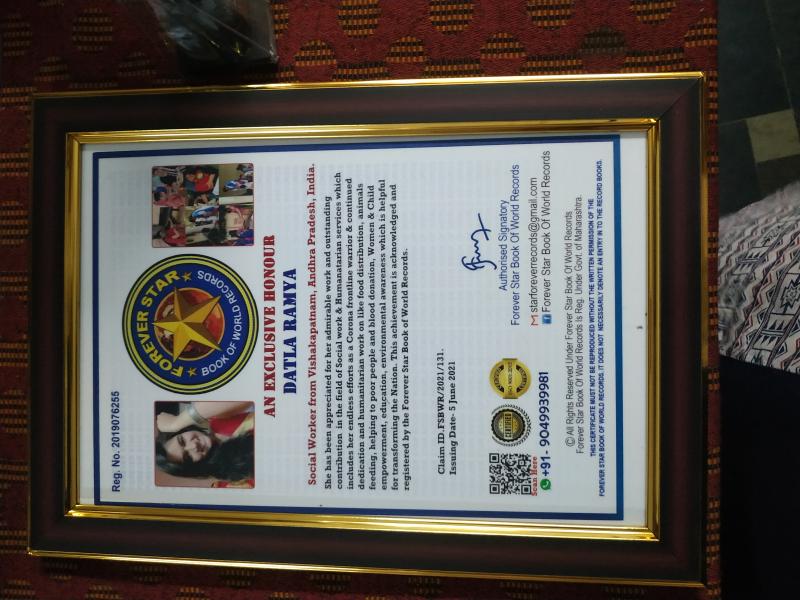 Reg. No. 2019076255
FOREVER STAR
BOOK OF WORLD RECORDS
AN EXCLUSIVE HONOUR
DATLA RAMYA
Social Worker from Vishakapatnam, Andhra Pradesh, India.
She has been appreciated for her admirable work and outstanding
contribution in the field of Social work & Humanitarian services which
includes her endless efforts as a Corona frontline warrior & continued
dedication and humanitarian work on like food distribution, animals
feeding, helping to poor people and blood donation, Women & Child
empowerment, education, environmental awareness which is helpful
for transforming the Nation. This achievement is acknowledged and
registered by the Forever Star Book of World Records.
Claim ID.FSBWR/2021/131.
Issuing Date- 5 June 2021
Scan Here
CERTIFIED
ISO 9001:2015
+91- 9049939981
Authorised Signatory
Forever Star Book Of World Records
starforeverrecords@gmail.com
Forever Star Book Of World Records
© All Rights Reserved Under Forever Star Book Of World Records
Forever Star Book Of World Records Is Reg. Under Govt. of Maharashtra.
THIS CERTIFICATE MUST NOT BE REPRODUCED WITHOUT THE WRITTEN PERMISSION OF THE
FOREVER STAR BOOK OF WORLD RECORDS. IT DOES NOT NECESSARILY DENOTE AN ENTRY IN TO THE RECORD BOOKS.